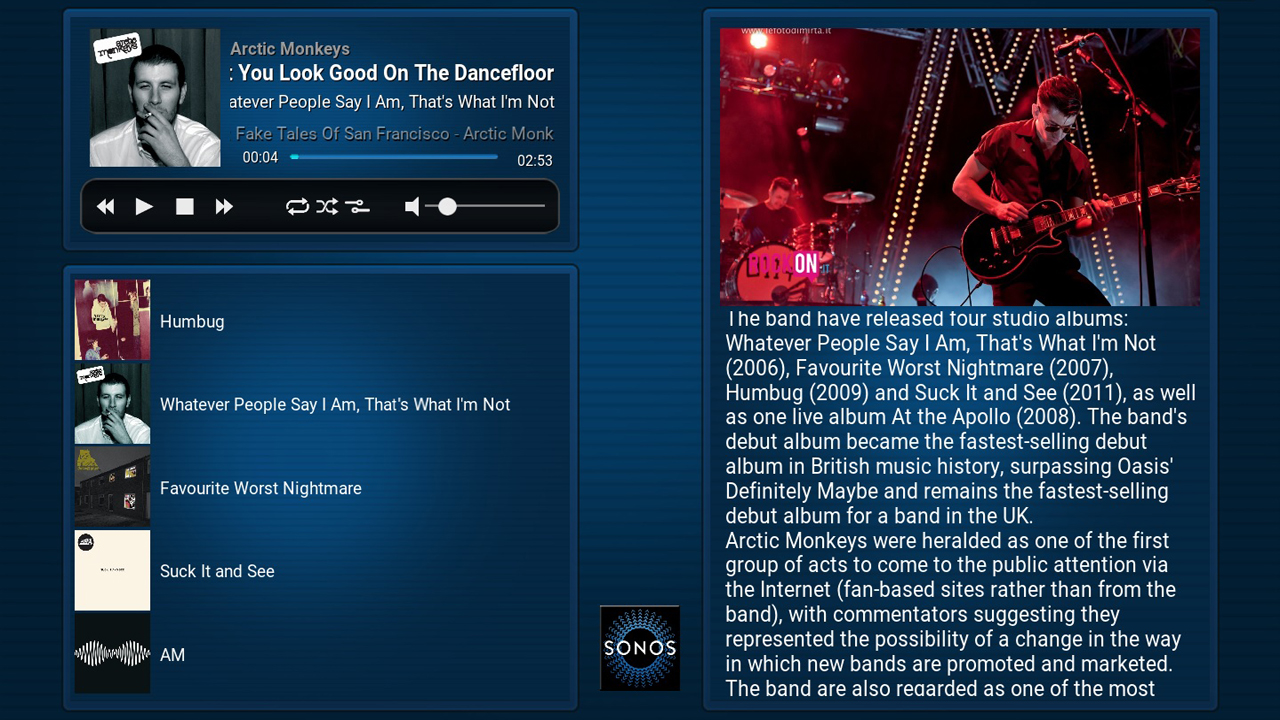 Arctic Monkeys
: You Look Good On The Dancefloor
atever People Say I Am, That's What I'm Not
Fake Tales Of San Francisco - Arctic Monk
00:04
02:53
Humbug
Whatever People Say I Am, That's What I'm Not
Favourite Worst Nightmare
Suck It and See
AM
SONOS
www.lefotodimirta.it
ROCKON
The band have released four studio albums:
Whatever People Say I Am, That's What I'm Not
(2006), Favourite Worst Nightmare (2007),
Humbug (2009) and Suck It and See (2011), as well
as one live album At the Apollo (2008). The band's
debut album became the fastest-selling debut
album in British music history, surpassing Oasis'
Definitely Maybe and remains the fastest-selling
debut album for a band in the UK.
Arctic Monkeys were heralded as one of the first
group of acts to come to the public attention via
the Internet (fan-based sites rather than from the
band), with commentators suggesting they
represented the possibility of a change in the way
in which new bands are promoted and marketed.
The band are also regarded as one of the most